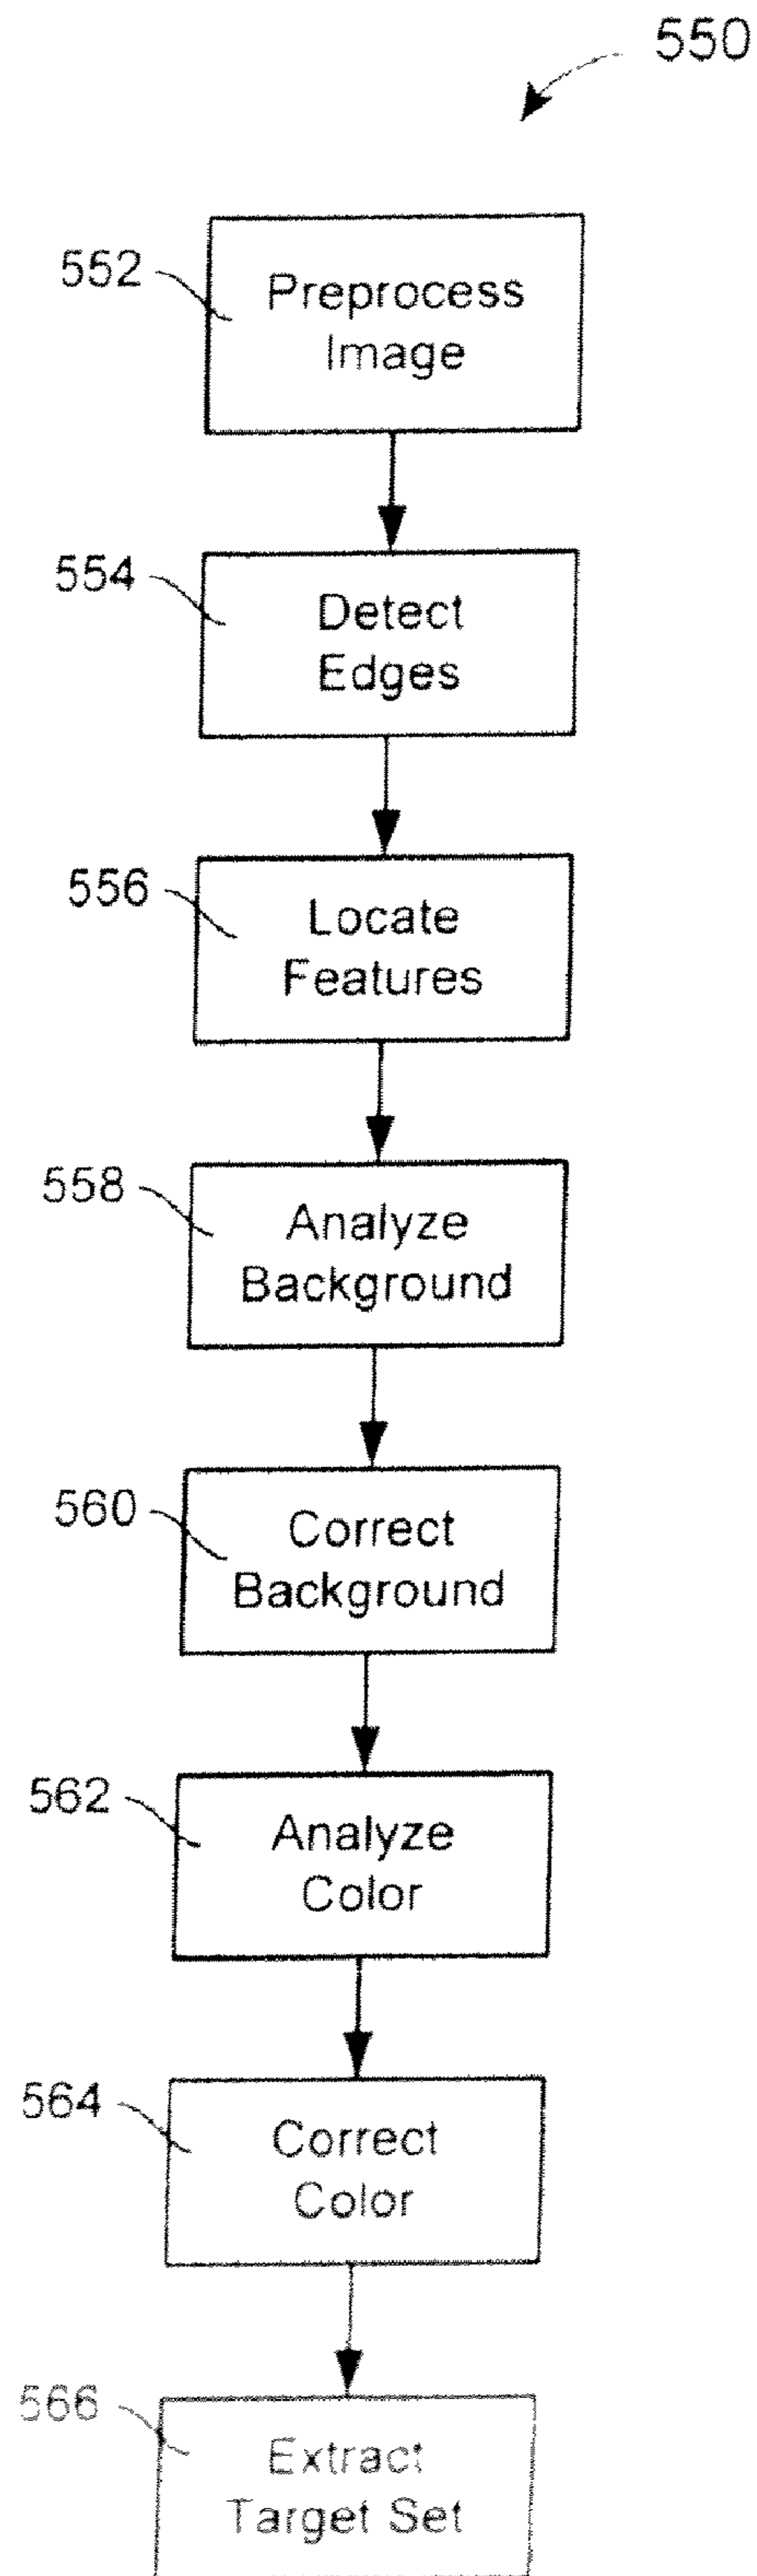 550
552
Preprocess
Image
554
Detect
Edges
556
Locate
Features
558
Analyze
Background
560
Correct
Background
562
Analyze
Color
564
Correct
Color
566
Extract
Target Set